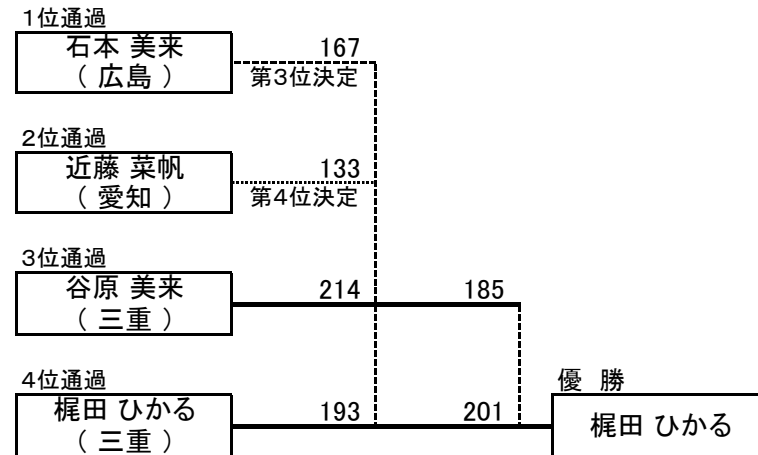 1位通過
石本 美来
（ 広島 ）
167
第3位決定
2位通過
近藤 菜帆
（ 愛知 ）
133
第4位決定
3位通過
谷原 美来
（ 三重 ）
214
185
4位通過
梶田 ひかる
（ 三重 ）
193
201
優 勝
梶田 ひかる